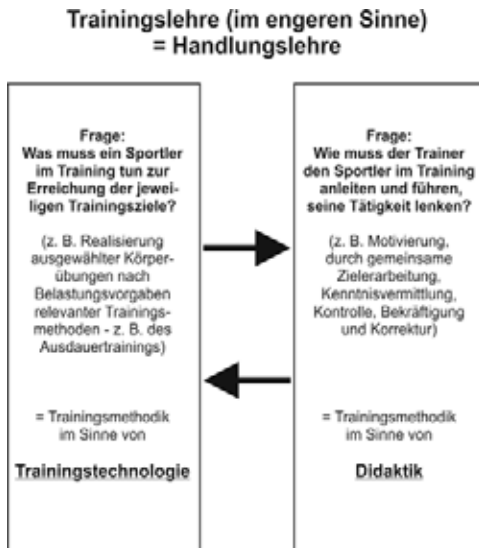 Trainingslehre (im engeren Sinne)
= Handlungslehre
Frage:
Was muss ein Sportler
im Training tun zur
Erreichung der jewei-
ligen Trainingsziele?
(z. B. Realisierung
ausgewählter Körper-
übungen nach
Belastungsvorgaben
relevanter Trainings-
methoden - z. B. des
Ausdauertrainings)
= Trainingsmethodik
im Sinne von
Trainingstechnologie
Frage:
Wie muss der Trainer
den Sportler im Training
anleiten und führen,
seine Tätigkeit lenken?
(z. B. Motivierung,
durch gemeinsame
Zielerarbeitung,
Kenntnisvermittlung,
Kontrolle, Bekräftigung
und Korrektur)
= Trainingsmethodik
im Sinne von
Didaktik